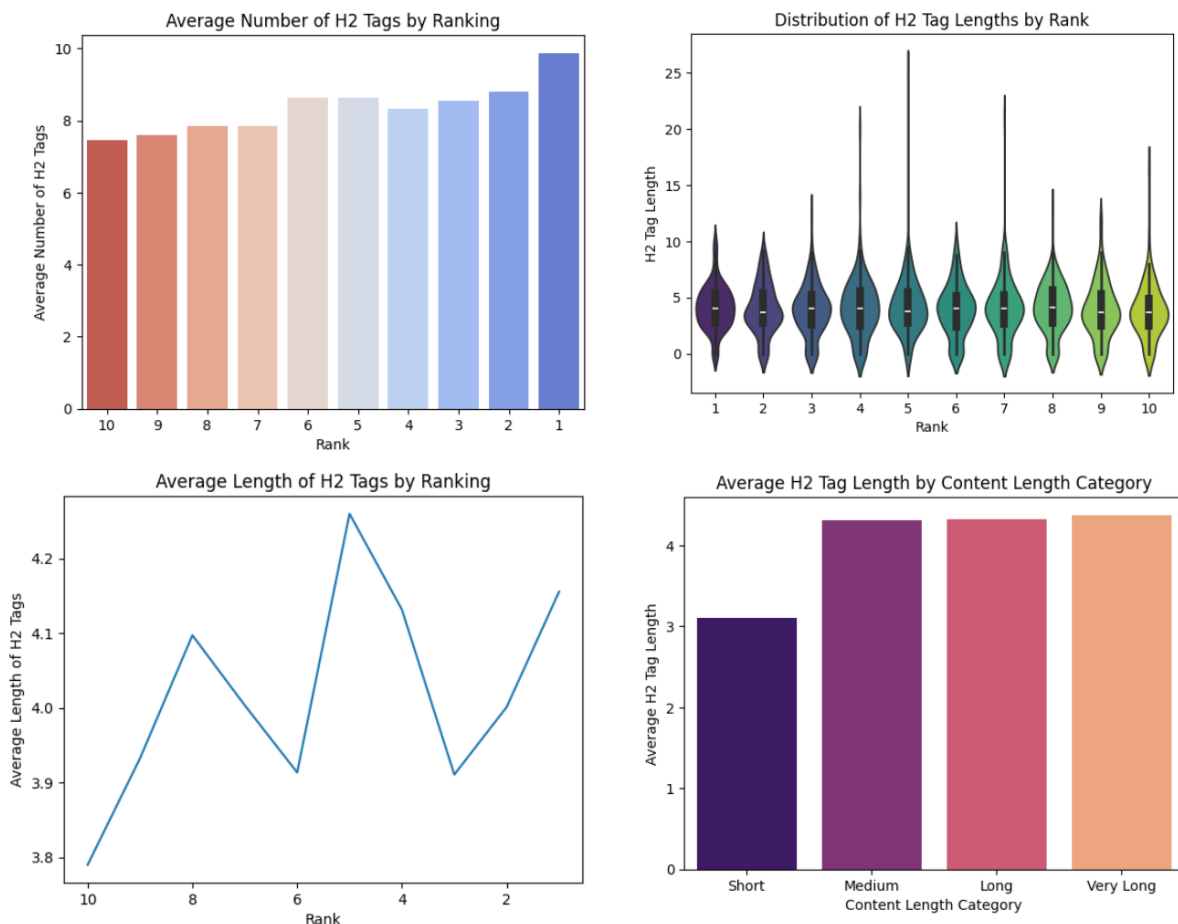 Average Number of H2 Tags by Ranking
Average Number of H2 Tags
10
8
6
4
2
0
10 9 8 7 6 5 4 3 2 1
Rank
Distribution of H2 Tag Lengths by Rank
H2 Tag Length
25
20
15
10
5
0
1 2 3 4 5 6 7 8 9 10
Rank
Average Length of H2 Tags by Ranking
Average Length of H2 Tags
4.2
4.1
4.0
3.9
3.8
10 8 6 4 2
Rank
Average H2 Tag Length by Content Length Category
Average H2 Tag Length
4
3
2
1
0
Short Medium Long Very Long
Content Length Category